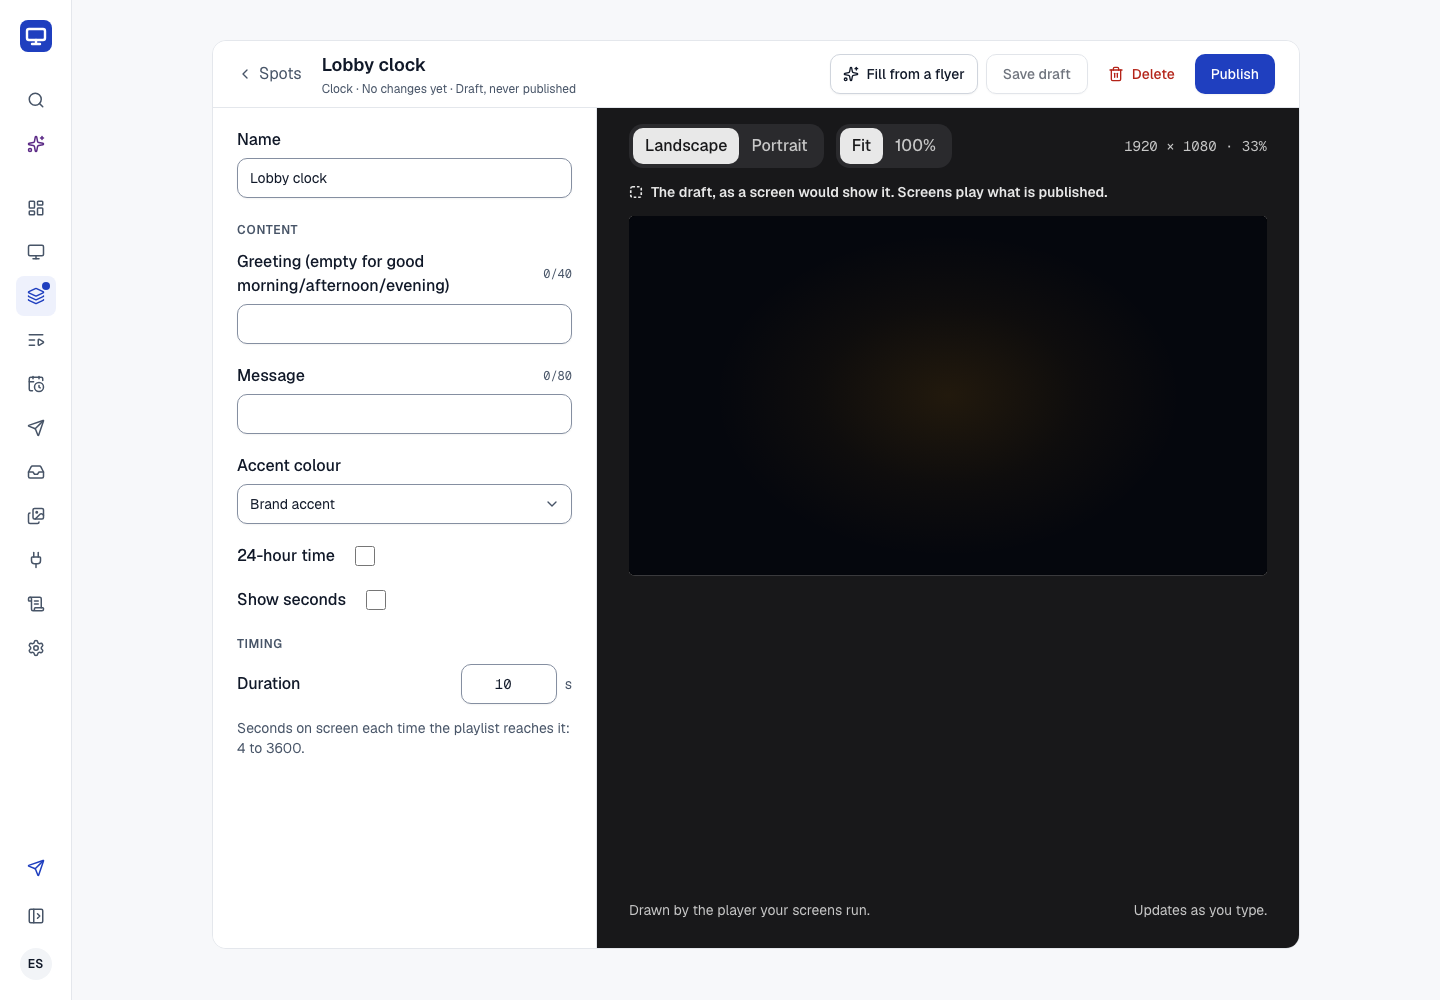 Spots
Lobby clock
Clock · No changes yet · Draft, never published
Fill from a flyer
Save draft
Delete
Publish
Name
Lobby clock
CONTENT
Greeting (empty for good
morning/afternoon/evening)
0/40
Message
0/80
Accent colour
Brand accent
24-hour time
Show seconds
TIMING
Duration
10
s
Seconds on screen each time the playlist reaches it:
4 to 3600.
Landscape
Portrait
Fit
100%
1920 × 1080 · 33%
The draft, as a screen would show it. Screens play what is published.
Drawn by the player your screens run.
Updates as you type.
ES